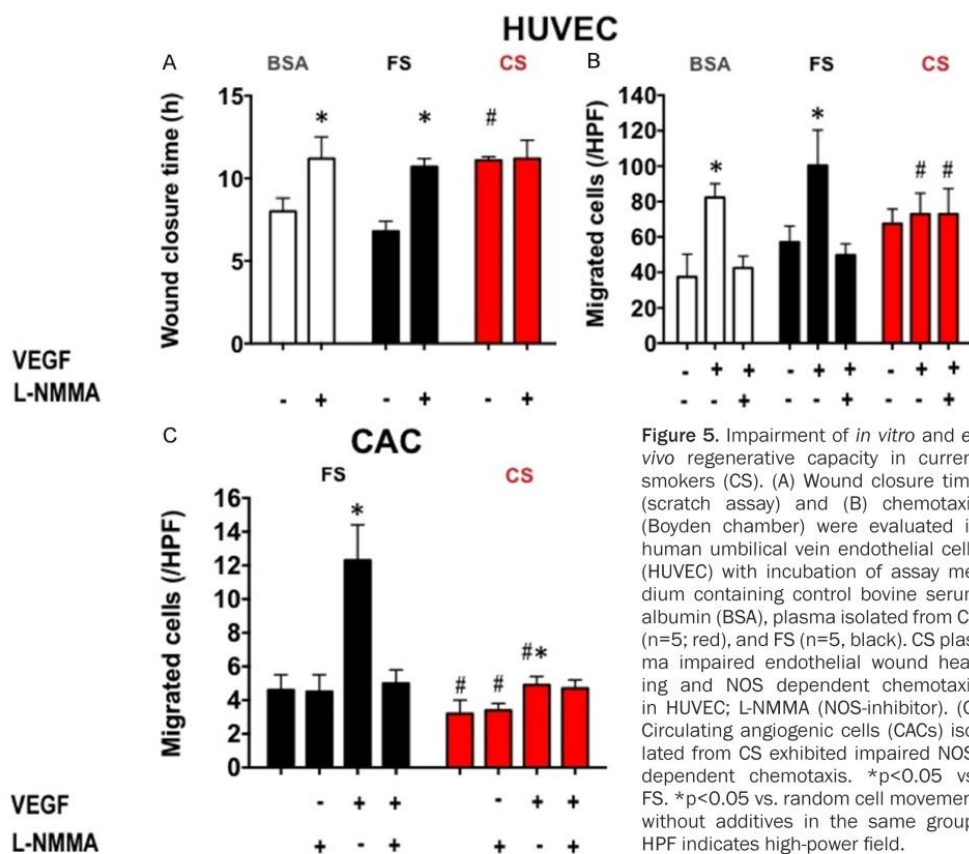 HUVEC
A
BSA FS CS
15
10
5
0
Wound closure time (h)
* * #
- + - + - +
B
BSA FS CS
140
120
100
80
60
40
20
0
Migrated cells (/HPF)
* * # #
- + + - + + - + +
+ + +
VEGF
L-NMMA
C
CAC
FS CS
16
14
12
10
8
6
4
2
0
Migrated cells (/HPF)
* # # #*
VEGF - + + - + +
L-NMMA + - + + - +
Figure 5. Impairment of in vitro and e
vivo regenerative capacity in curren
smokers (CS). (A) Wound closure tim
(scratch assay) and (B) chemotaxi
(Boyden chamber) were evaluated i
human umbilical vein endothelial cell
(HUVEC) with incubation of assay me
dium containing control bovine serum
albumin (BSA), plasma isolated from C
(n=5; red), and FS (n=5, black). CS plas
ma impaired endothelial wound hea
ing and NOS dependent chemotaxi
in HUVEC; L-NMMA (NOS-inhibitor). (C
Circulating angiogenic cells (CACs) iso
lated from CS exhibited impaired NOS
dependent chemotaxis. *p<0.05 vs
FS. *p<0.05 vs. random cell movemen
without additives in the same group
HPF indicates high-power field.